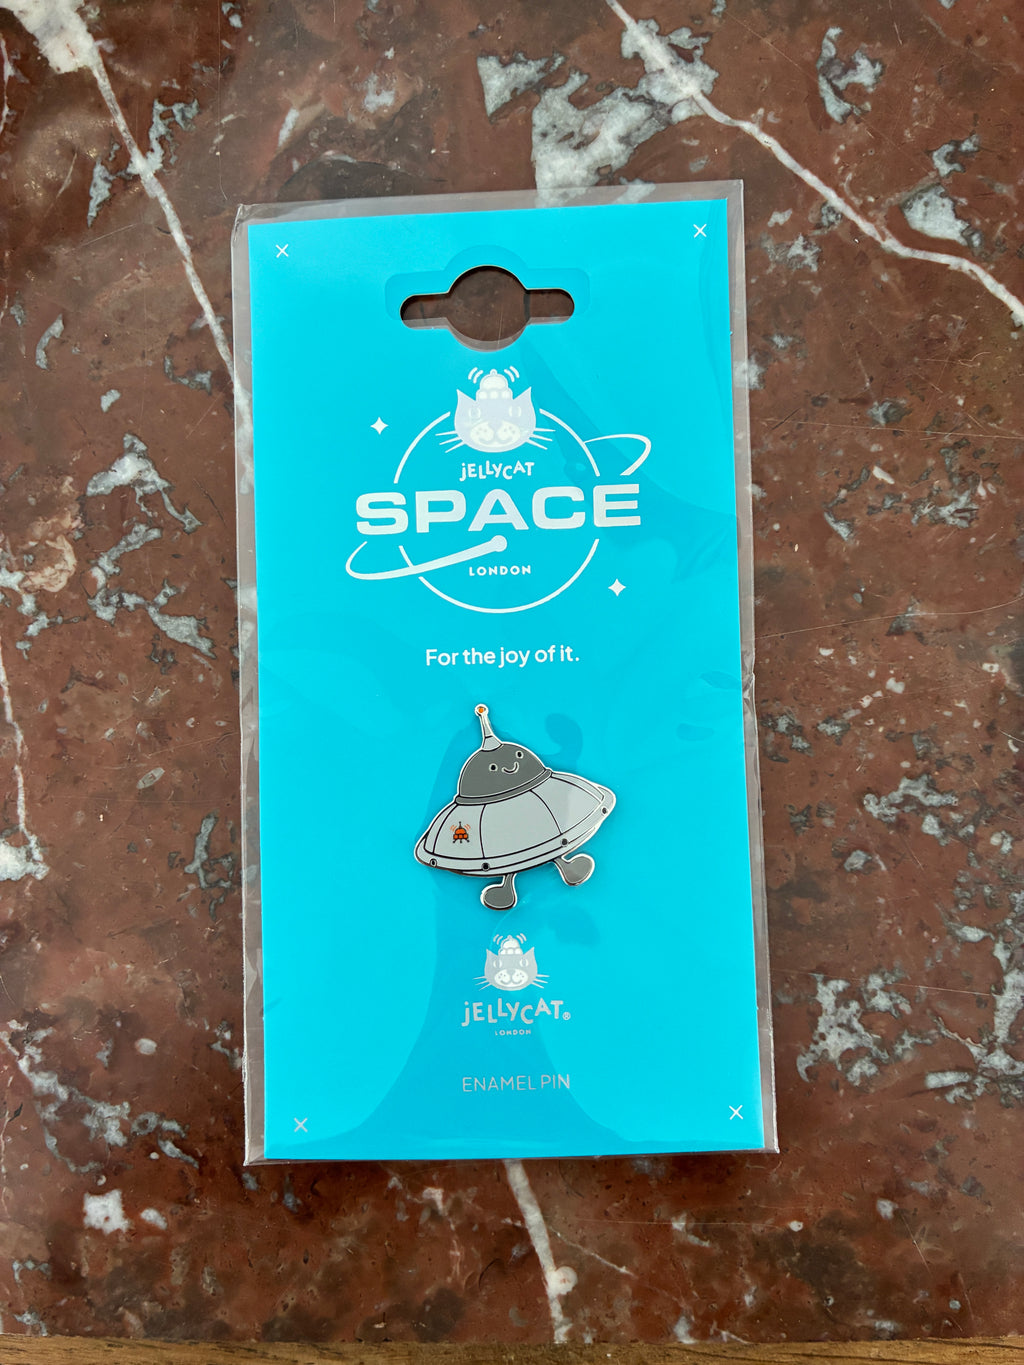 jELLYCAT
SPACE
LONDON
For the joy of it.
jELLYCAT®
LONDON
ENAMEL PIN